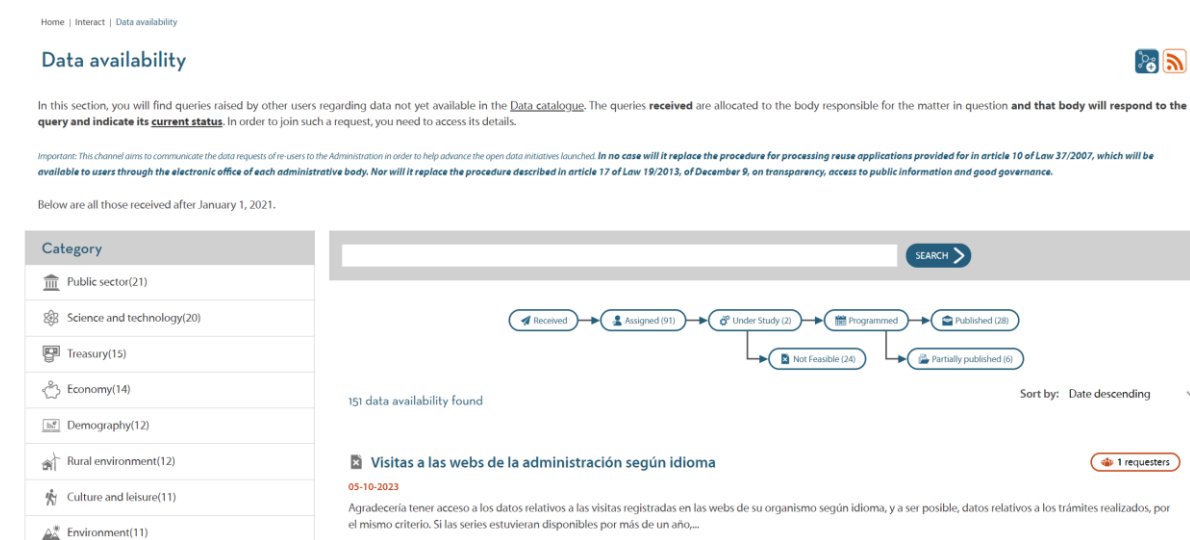 Home | Interact | Data availability
Data availability
In this section, you will find queries raised by other users regarding data not yet available in the Data catalogue. The queries received are allocated to the body responsible for the matter in question and that body will respond to the
query and indicate its current status. In order to join such a request, you need to access its details.
Important: This channel aims to communicate the data requests of re-users to the Administration in order to help advance the open data initiatives launched. In no case will it replace the procedure for processing reuse applications provided for in article 10 of Law 37/2007, which will be
available to users through the electronic office of each administrative body. Nor will it replace the procedure described in article 17 of Law 19/2013, of December 9, on transparency, access to public information and good governance.
Below are all those received after January 1, 2021.
Category
Public sector(21)
Science and technology(20)
Treasury(15)
Economy(14)
Demography(12)
Rural environment(12)
Culture and leisure(11)
Environment(11)
SEARCH
Received
Assigned (91)
Under Study (2)
Programmed
Published (28)
Not Feasible (24)
Partially published (6)
151 data availability found
Sort by: Date descending
Visitas a las webs de la administración según idioma
1 requesters
05-10-2023
Agradecería tener acceso a los datos relativos a las visitas registradas en las webs de su organismo según idioma, y a ser posible, datos relativos a los trámites realizados, por
el mismo criterio. Si las series estuvieran disponibles por más de un año,...